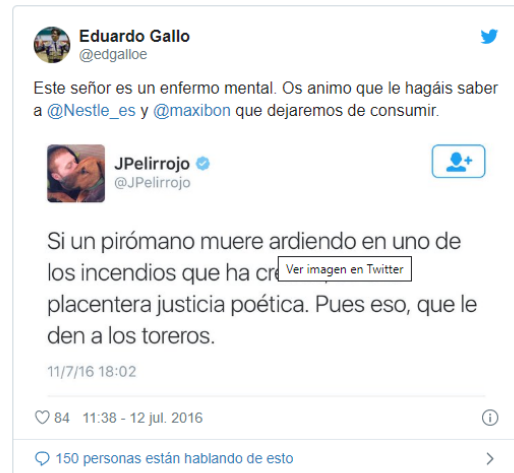 Eduardo Gallo
@edgalloe
Este señor es un enfermo mental. Os animo que le hagáis saber
a @Nestle_es y @maxibon que dejaremos de consumir.
JPelirrojo
@JPelirrojo
Si un pirómano muere ardiendo en uno de
los incendios que ha cre
Ver imagen en Twitter
placentera justicia poética. Pues eso, que le
den a los toreros.
11/7/16 18:02
84 11:38 - 12 jul. 2016
150 personas están hablando de esto